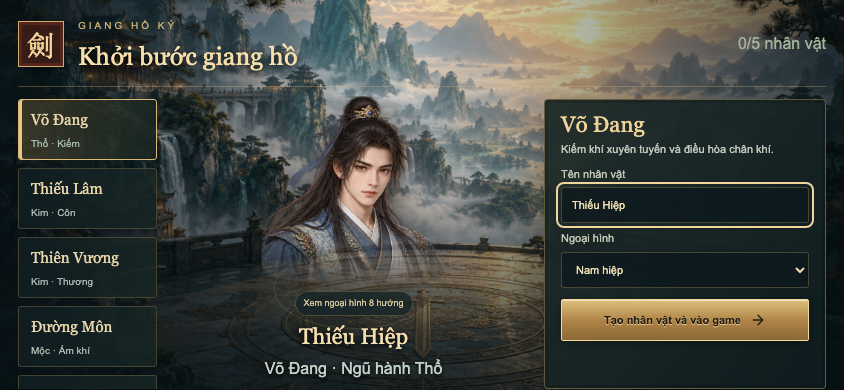 劍
GIANG HỒ KÝ
Khởi bước giang hồ
0/5 nhân vật
Võ Đang
Thổ · Kiếm
Thiếu Lâm
Kim · Côn
Thiên Vương
Kim · Thương
Đường Môn
Mộc · Ám khí
Xem ngoại hình 8 hướng
Thiếu Hiệp
Võ Đang · Ngũ hành Thổ
Võ Đang
Kiếm khí xuyên tuyến và điều hòa chân khí.
Tên nhân vật
Thiếu Hiệp
Ngoại hình
Nam hiệp
Tạo nhân vật và vào game →